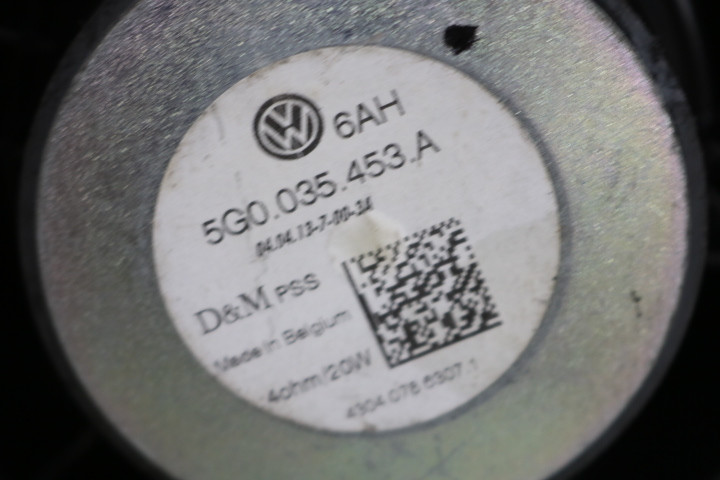 6AH
5G0.035.453.A
04.04.13-7-00-34
D&M PSS
Made in Belgium
4ohm/20W
4304 078 6307.1